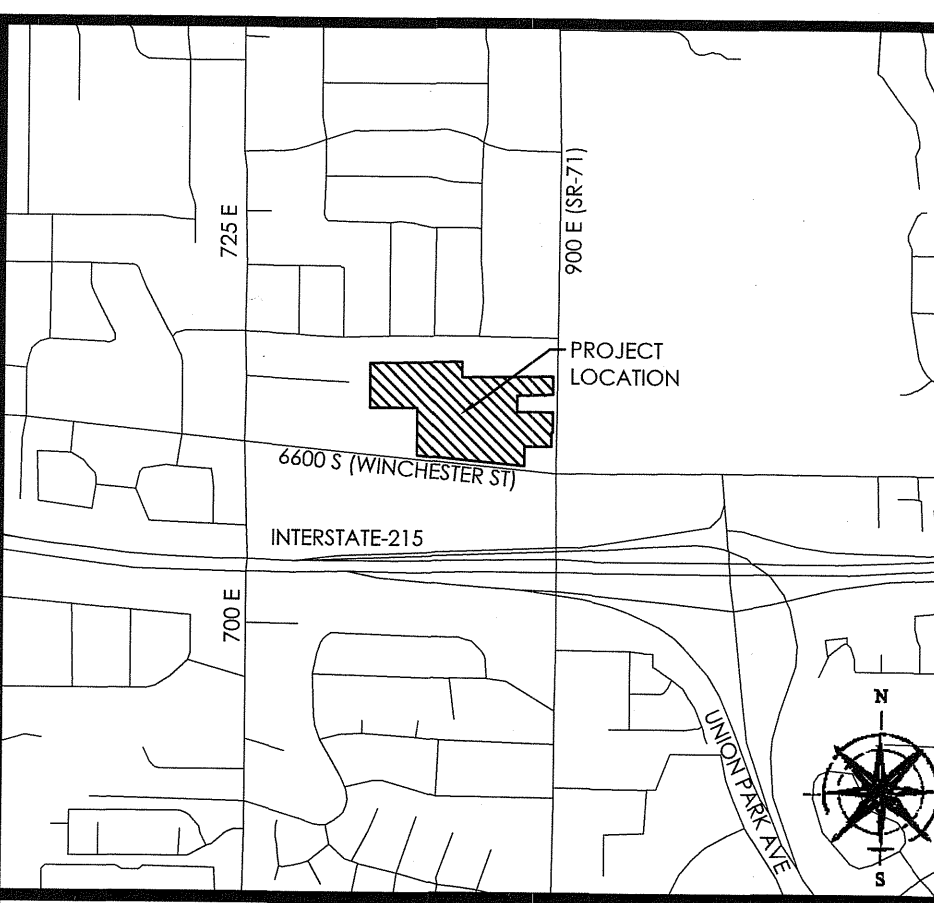 725 E
900 E (SR-71)
PROJECT
LOCATION
6600 S (WINCHESTER ST)
INTERSTATE-215
700 E
UNION PARK AVE
N
S